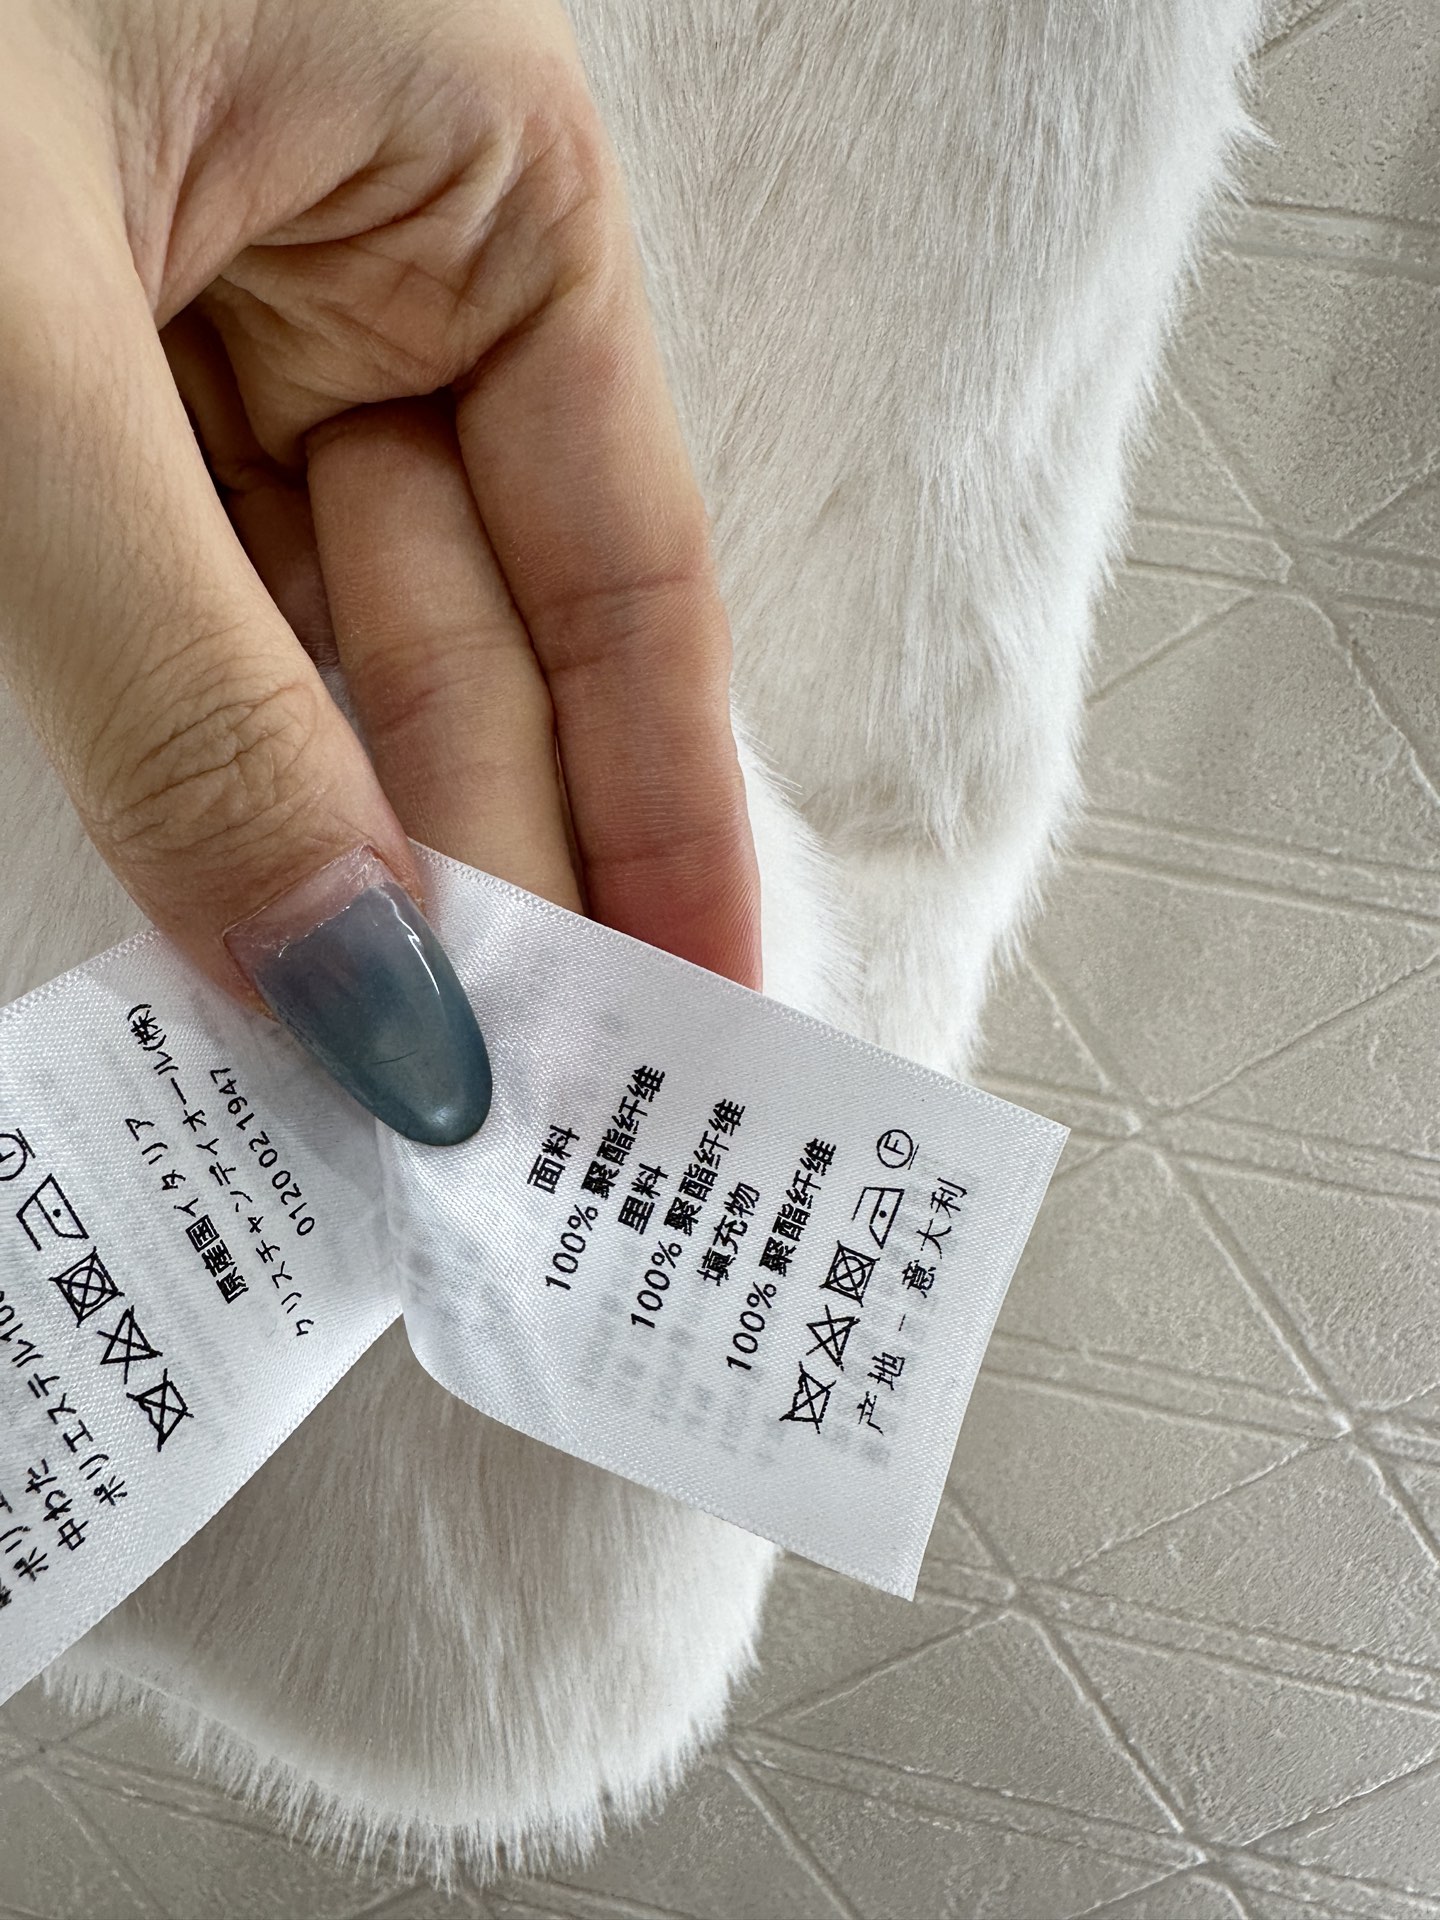 面料
100% 聚酯纤维
里料
100% 聚酯纤维
填充物
100% 聚酯纤维
F
产地 - 意大利
中わた
ポリエステル
原産国 イタリア
クリスチャンディオール(株)
0120 02 1947